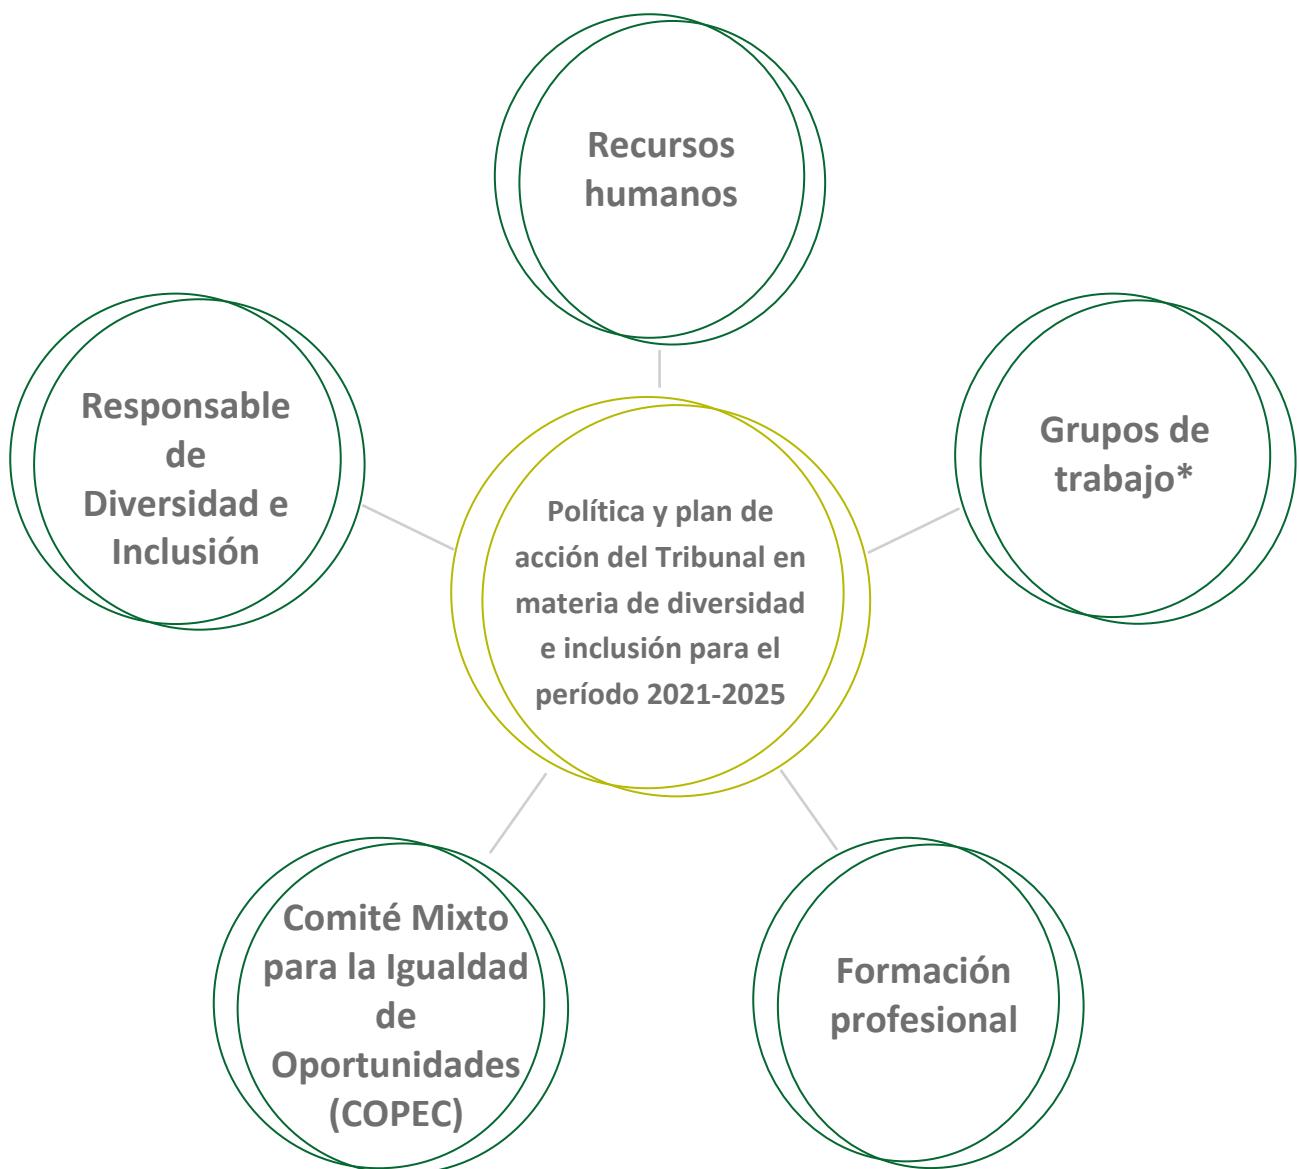 Recursos
humanos
Responsable
de
Diversidad e
Inclusión
Grupos de
trabajo*
Política y plan de
acción del Tribunal en
materia de diversidad
e inclusión para el
período 2021-2025
Comité Mixto
para la Igualdad
de
Oportunidades
(COPEC)
Formación
profesional